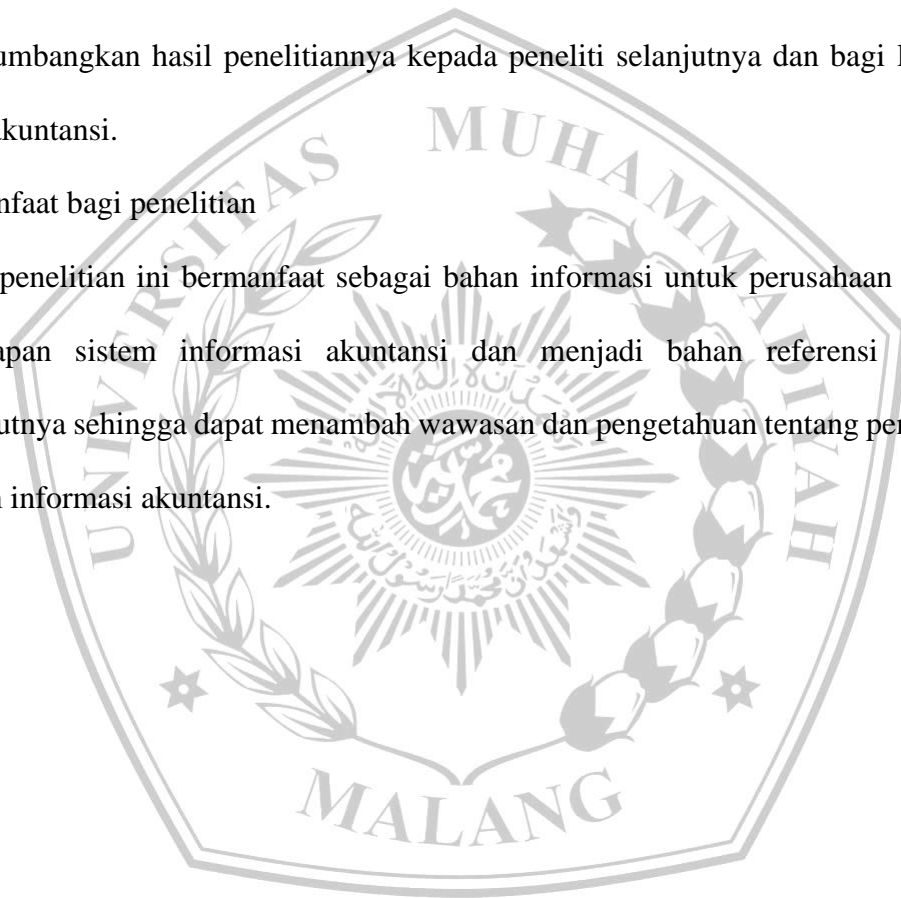 umbangkan hasil penelitiannya kepada peneliti selanjutnya dan bagi
akuntansi.
nfaat bagi penelitian
penelitian ini bermanfaat sebagai bahan informasi untuk perusahaan
apan sistem informasi akuntansi dan menjadi bahan referensi
utnya sehingga dapat menambah wawasan dan pengetahuan tentang per
informasi akuntansi.
UNIVERSITAS MUHAMMADIYAH
MALANG